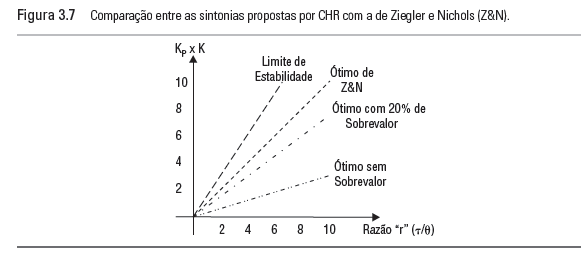 Figura 3.7 Comparação entre as sintonias propostas por CHR com a de Ziegler e Nichols (Z&N).
Kₚ x K
Limite de
Estabilidade
Ótimo de
Z&N
Ótimo com 20% de
Sobrevalor
Ótimo sem
Sobrevalor
10
8
6
4
2
2 4 6 8 10 Razão “r” (τ/θ)